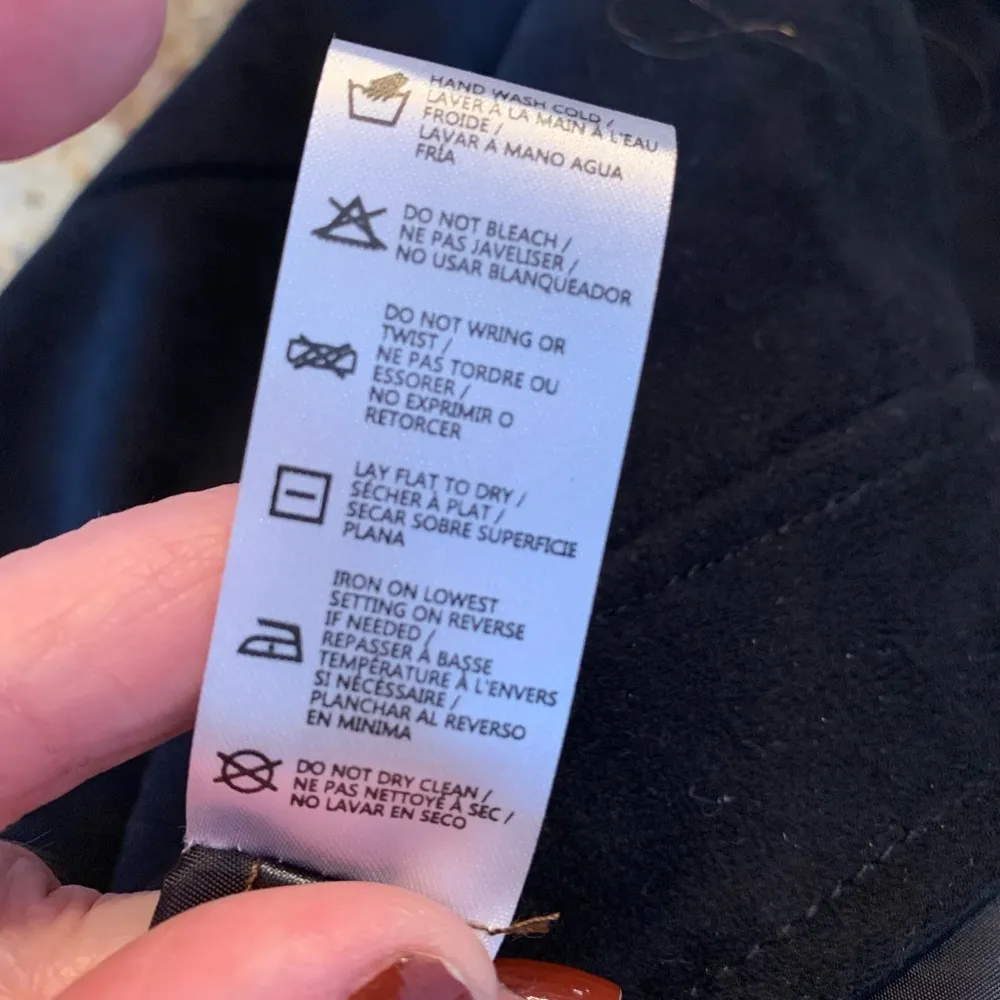 HAND WASH COLD /
LAVER À LA MAIN À L'EAU
FROIDE /
LAVAR A MANO AGUA
FRÍA
DO NOT BLEACH /
NE PAS JAVELISER /
NO USAR BLANQUEADOR
DO NOT WRING OR
TWIST /
NE PAS TORDRE OU
ESSORER /
NO EXPRIMIR O
RETORCER
LAY FLAT TO DRY /
SÉCHER À PLAT /
SECAR SOBRE SUPERFICIE
PLANA
IRON ON LOWEST
SETTING ON REVERSE
IF NEEDED /
REPASSER À BASSE
TEMPÉRATURE À L'ENVERS
SI NÉCESSAIRE /
PLANCHAR AL REVERSO
EN MINIMA
DO NOT DRY CLEAN /
NE PAS NETTOYÉ À SEC /
NO LAVAR EN SECO